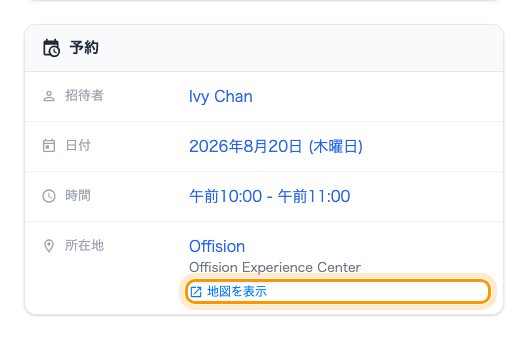 予約
招待者
Ivy Chan
日付
2026年8月20日 (木曜日)
時間
午前10:00 - 午前11:00
所在地
Offision
Offision Experience Center
地図を表示